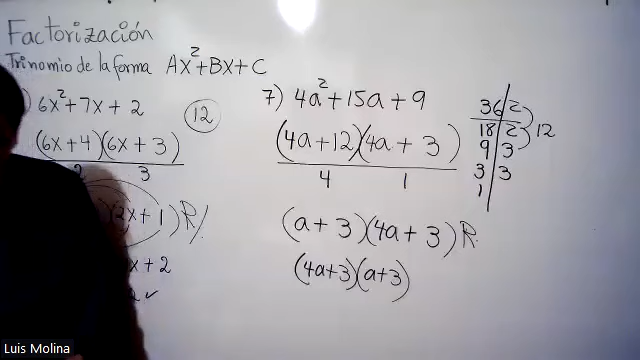 Factorización
Trinomio de la forma AX²+BX+C
) 6x²+7x+2
(6x+4)(6x+3)
2 3
)(2x+1) R/
x+2
2 ✓
12
7) 4a²+15a+9
(4a+12)(4a+3)
4 1
(a+3)(4a+3) R.
(4a+3)(a+3)
36 2
18 2 12
9 3
3 3
1
Luis Molina